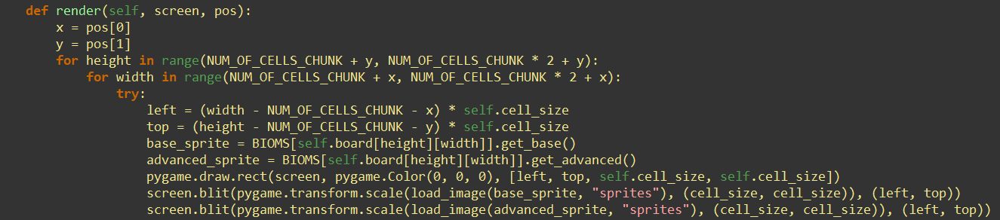 def render(self, screen, pos):
    x = pos[0]
    y = pos[1]
    for height in range(NUM_OF_CELLS_CHUNK + y, NUM_OF_CELLS_CHUNK * 2 + y):
        for width in range(NUM_OF_CELLS_CHUNK + x, NUM_OF_CELLS_CHUNK * 2 + x):
            try:
                left = (width - NUM_OF_CELLS_CHUNK - x) * self.cell_size
                top = (height - NUM_OF_CELLS_CHUNK - y) * self.cell_size
                base_sprite = BIOMS[self.board[height][width]].get_base()
                advanced_sprite = BIOMS[self.board[height][width]].get_advanced()
                pygame.draw.rect(screen, pygame.Color(0, 0, 0), [left, top, self.cell_size, self.cell_size])
                screen.blit(pygame.transform.scale(load_image(base_sprite, "sprites"), (cell_size, cell_size)), (left, top))
                screen.blit(pygame.transform.scale(load_image(advanced_sprite, "sprites"), (cell_size, cell_size)), (left, top))